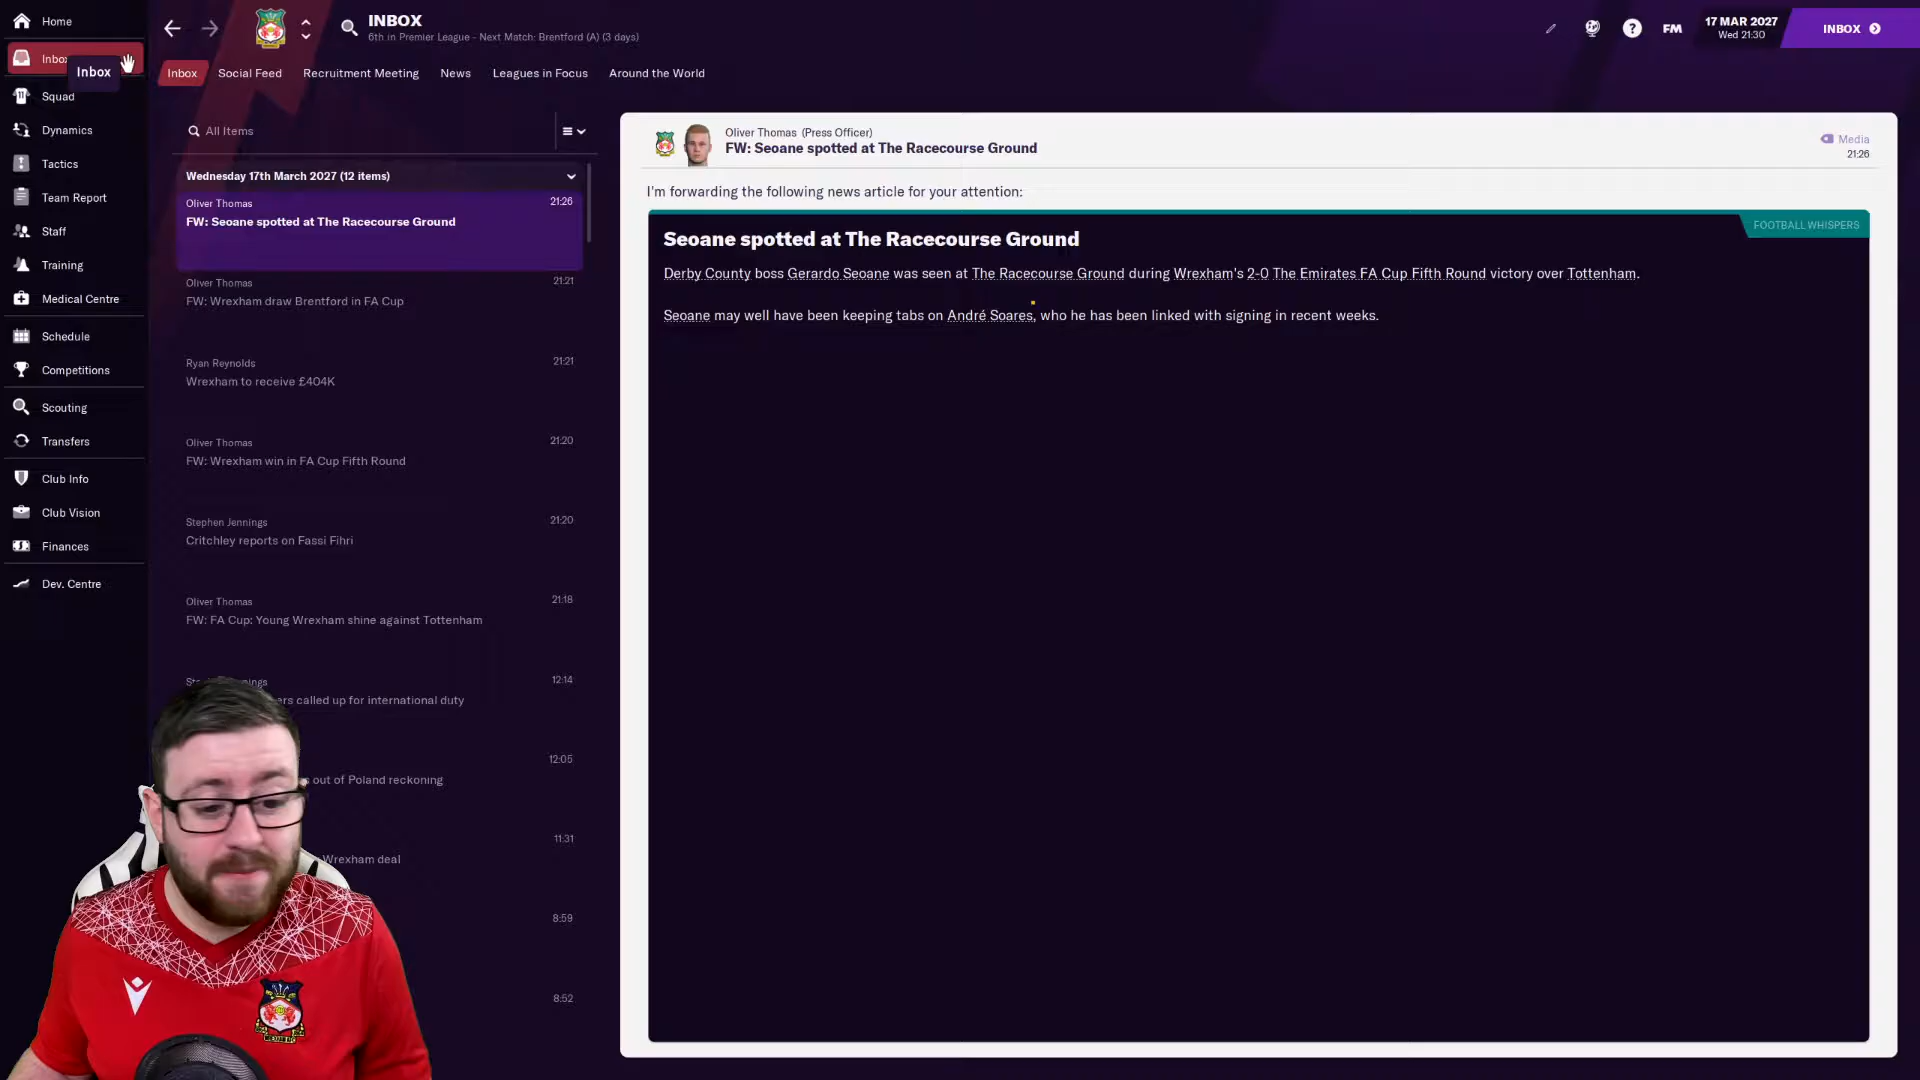 Home
Inbox
Inbox
Squad
Dynamics
Tactics
Team Report
Staff
Training
Medical Centre
Schedule
Competitions
Scouting
Transfers
Club Info
Club Vision
Finances
Dev. Centre
INBOX
6th in Premier League - Next Match: Brentford (A) (3 days)
FM
17 MAR 2027
Wed 21:30
INBOX
Inbox
Social Feed
Recruitment Meeting
News
Leagues in Focus
Around the World
All Items
Wednesday 17th March 2027 (12 items)
Oliver Thomas 21:26
FW: Seoane spotted at The Racecourse Ground
Oliver Thomas 21:21
FW: Wrexham draw Brentford in FA Cup
Ryan Reynolds 21:21
Wrexham to receive £404K
Oliver Thomas 21:20
FW: Wrexham win in FA Cup Fifth Round
Stephen Jennings 21:20
Critchley reports on Fassi Fihri
Oliver Thomas 21:18
FW: FA Cup: Young Wrexham shine against Tottenham
12:14
called up for international duty
12:05
out of Poland reckoning
11:31
Wrexham deal
8:59
8:52
Oliver Thomas (Press Officer)
FW: Seoane spotted at The Racecourse Ground
Media
21:26
I'm forwarding the following news article for your attention:
FOOTBALL WHISPERS
Seoane spotted at The Racecourse Ground
Derby County boss Gerardo Seoane was seen at The Racecourse Ground during Wrexham's 2-0 The Emirates FA Cup Fifth Round victory over Tottenham.
Seoane may well have been keeping tabs on André Soares, who he has been linked with signing in recent weeks.